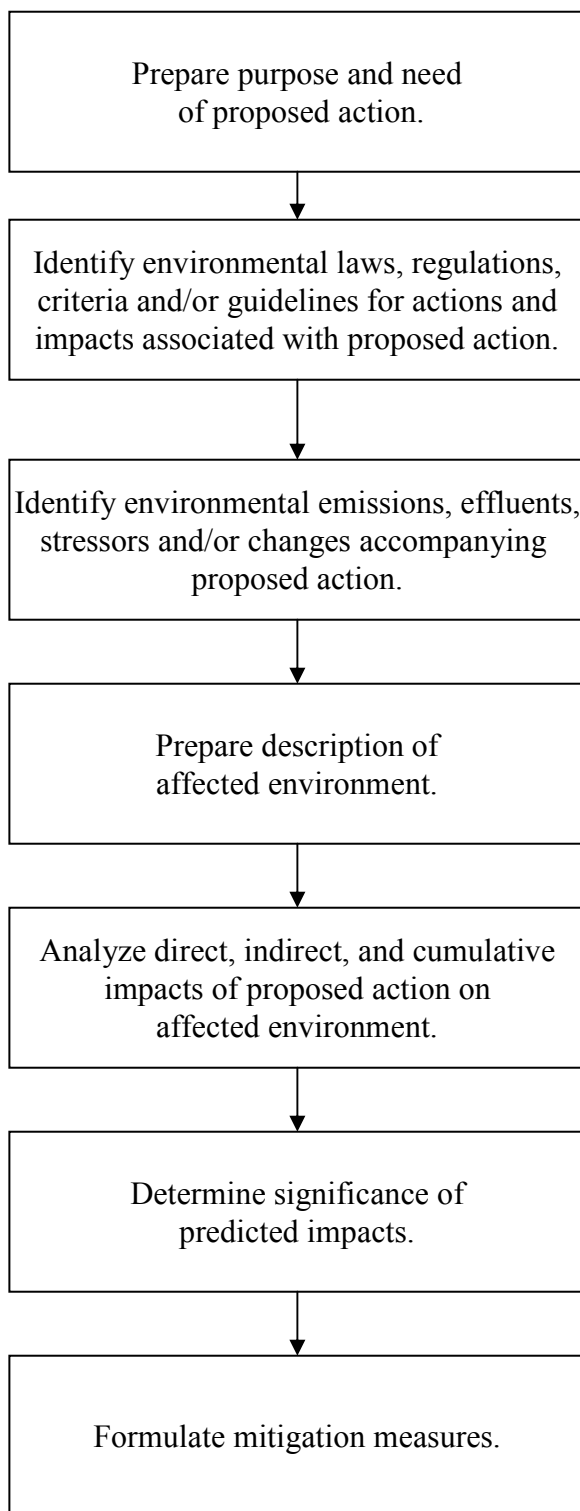 Prepare purpose and need
of proposed action.
Identify environmental laws, regulations,
criteria and/or guidelines for actions and
impacts associated with proposed action.
Identify environmental emissions, effluents,
stressors and/or changes accompanying
proposed action.
Prepare description of
affected environment.
Analyze direct, indirect, and cumulative
impacts of proposed action on
affected environment.
Determine significance of
predicted impacts.
Formulate mitigation measures.